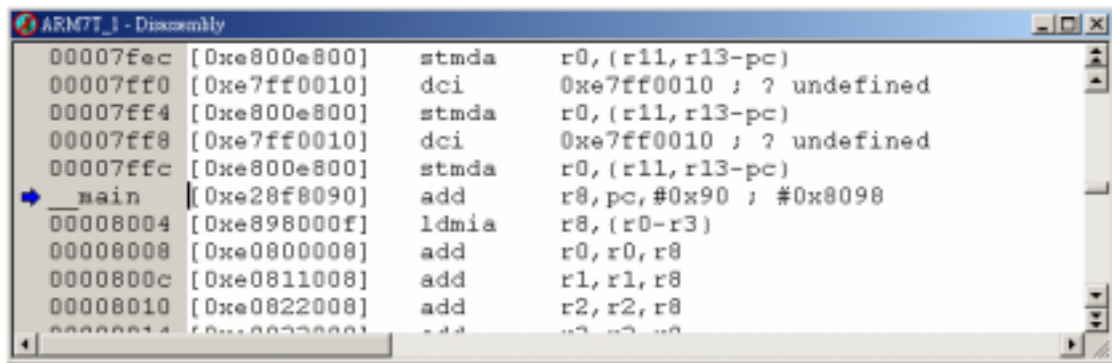 ARM7T_1 - Disassembly
00007fec [0xe800e800] stmda r0,(r11,r13-pc)
00007ff0 [0xe7ff0010] dci 0xe7ff0010 ; ? undefined
00007ff4 [0xe800e800] stmda r0,(r11,r13-pc)
00007ff8 [0xe7ff0010] dci 0xe7ff0010 ; ? undefined
00007ffc [0xe800e800] stmda r0,(r11,r13-pc)
__main [0xe28f8090] add r8,pc,#0x90 ; #0x8098
00008004 [0xe898000f] ldmia r8,(r0-r3)
00008008 [0xe0800008] add r0,r0,r8
0000800c [0xe0811008] add r1,r1,r8
00008010 [0xe0822008] add r2,r2,r8